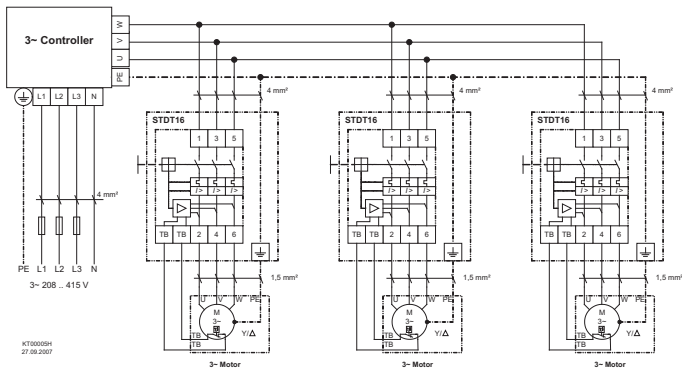 3~ Controller
W
V
U
PE
L1 L2 L3 N
4 mm²
4 mm²
4 mm²
STDT16
STDT16
STDT16
1 3 5
1 3 5
1 3 5
I> I> I>
I> I> I>
I> I> I>
4 mm²
TB TB 2 4 6
TB TB 2 4 6
TB TB 2 4 6
PE L1 L2 L3 N
3~ 208 .. 415 V
1,5 mm²
1,5 mm²
1,5 mm²
U V W PE
U V W PE
U V W PE
M
3~
M
3~
M
3~
Y/Δ
Y/Δ
Y/Δ
TB
TB
TB
TB
TB
TB
KT00005H
27.09.2007
3~ Motor
3~ Motor
3~ Motor